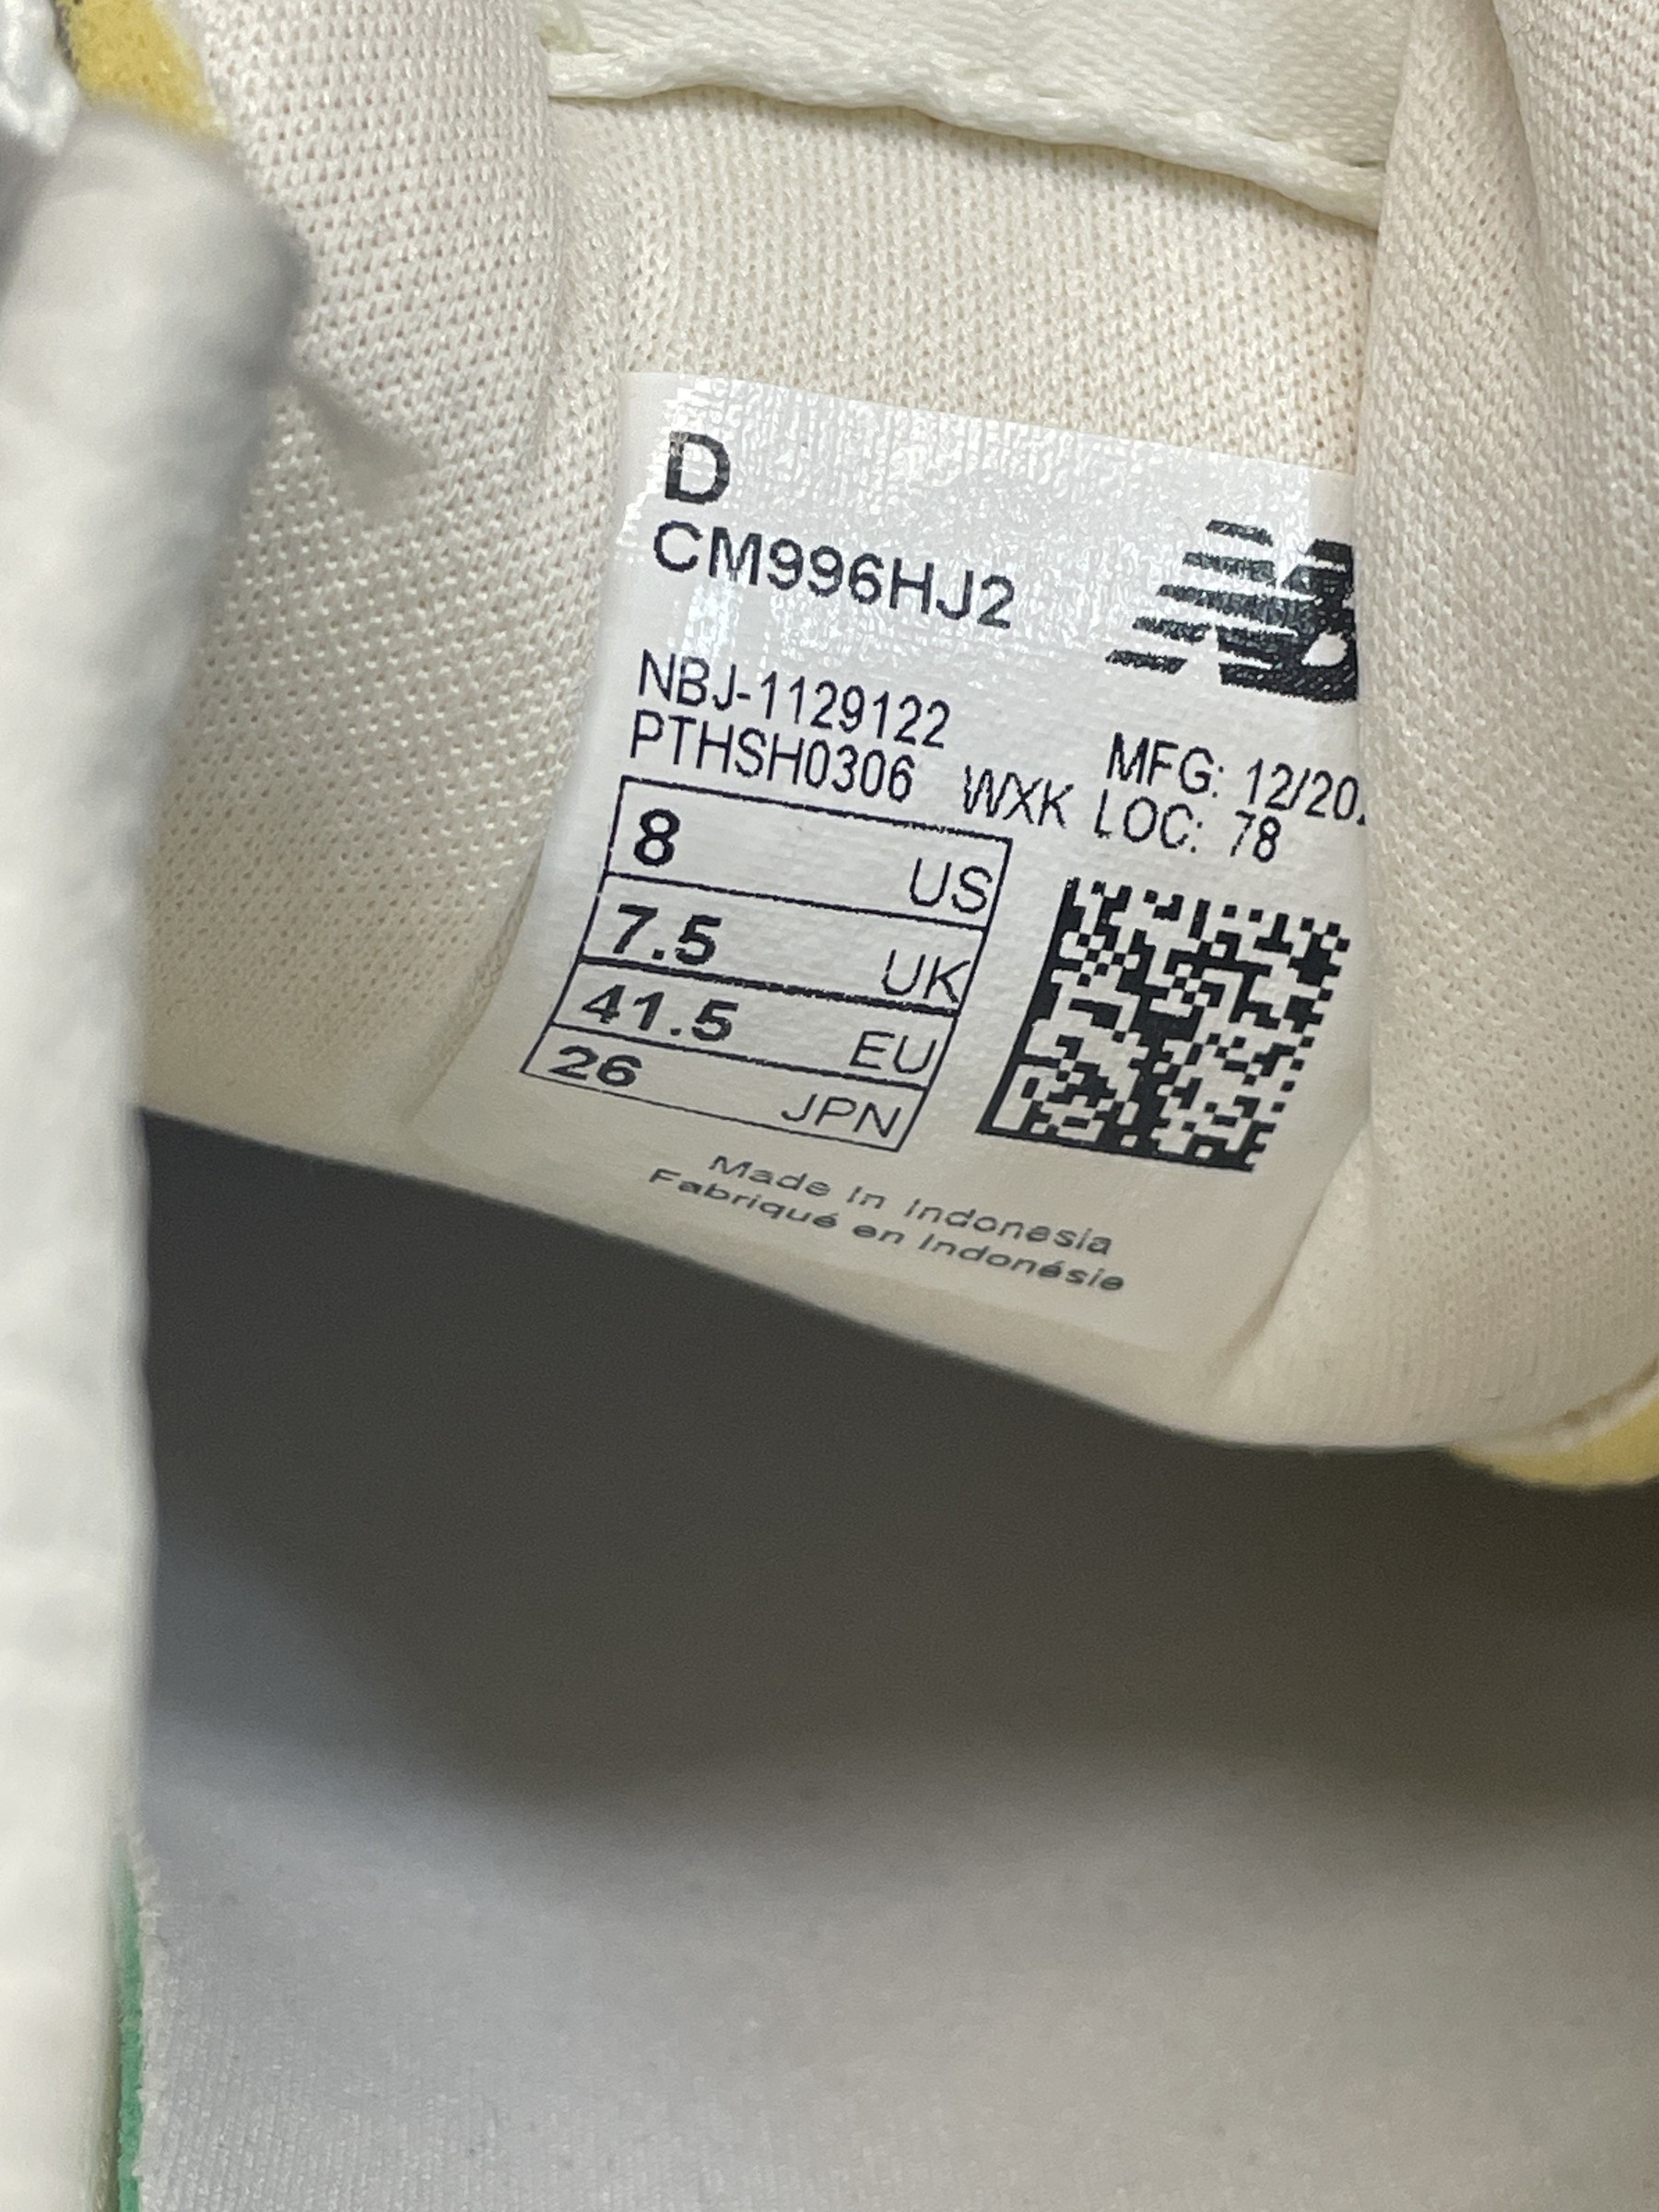 D
CM996HJ2
NBJ-1129122
PTHSH0306 WXK
MFG: 12/20
LOC: 78
8 US
7.5 UK
41.5 EU
26 JPN
Made in Indonesia
Fabriqué en Indonésie